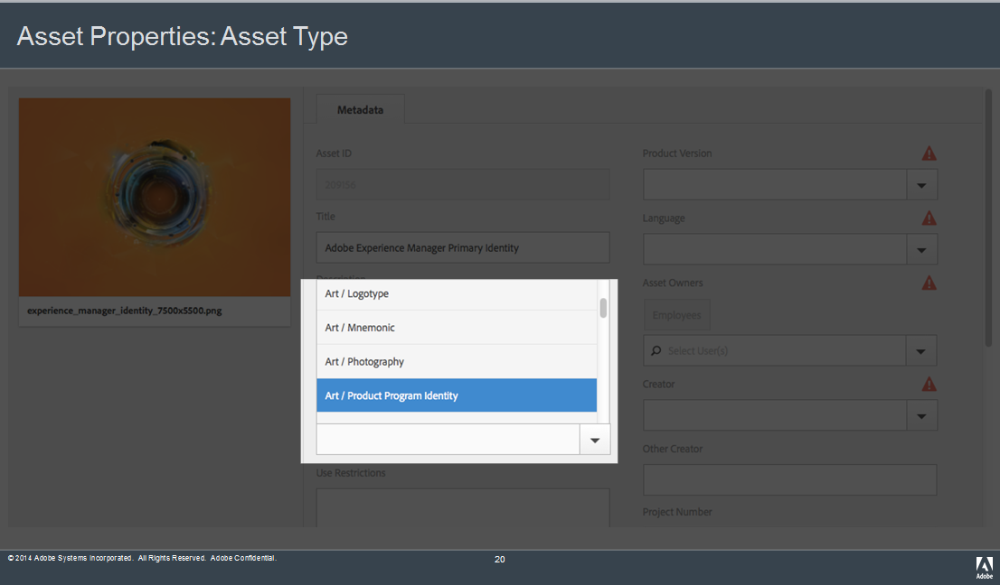 Asset Properties: Asset Type
Metadata
experience_manager_identity_7500x5500.png
Asset ID
209156
Title
Adobe Experience Manager Primary Identity
Description
Art / Logotype
Art / Mnemonic
Art / Photography
Art / Product Program Identity
Use Restrictions
Product Version
Language
Asset Owners
Employees
Select User(s)
Creator
Other Creator
Project Number
© 2014 Adobe Systems Incorporated. All Rights Reserved. Adobe Confidential.
20
Adobe